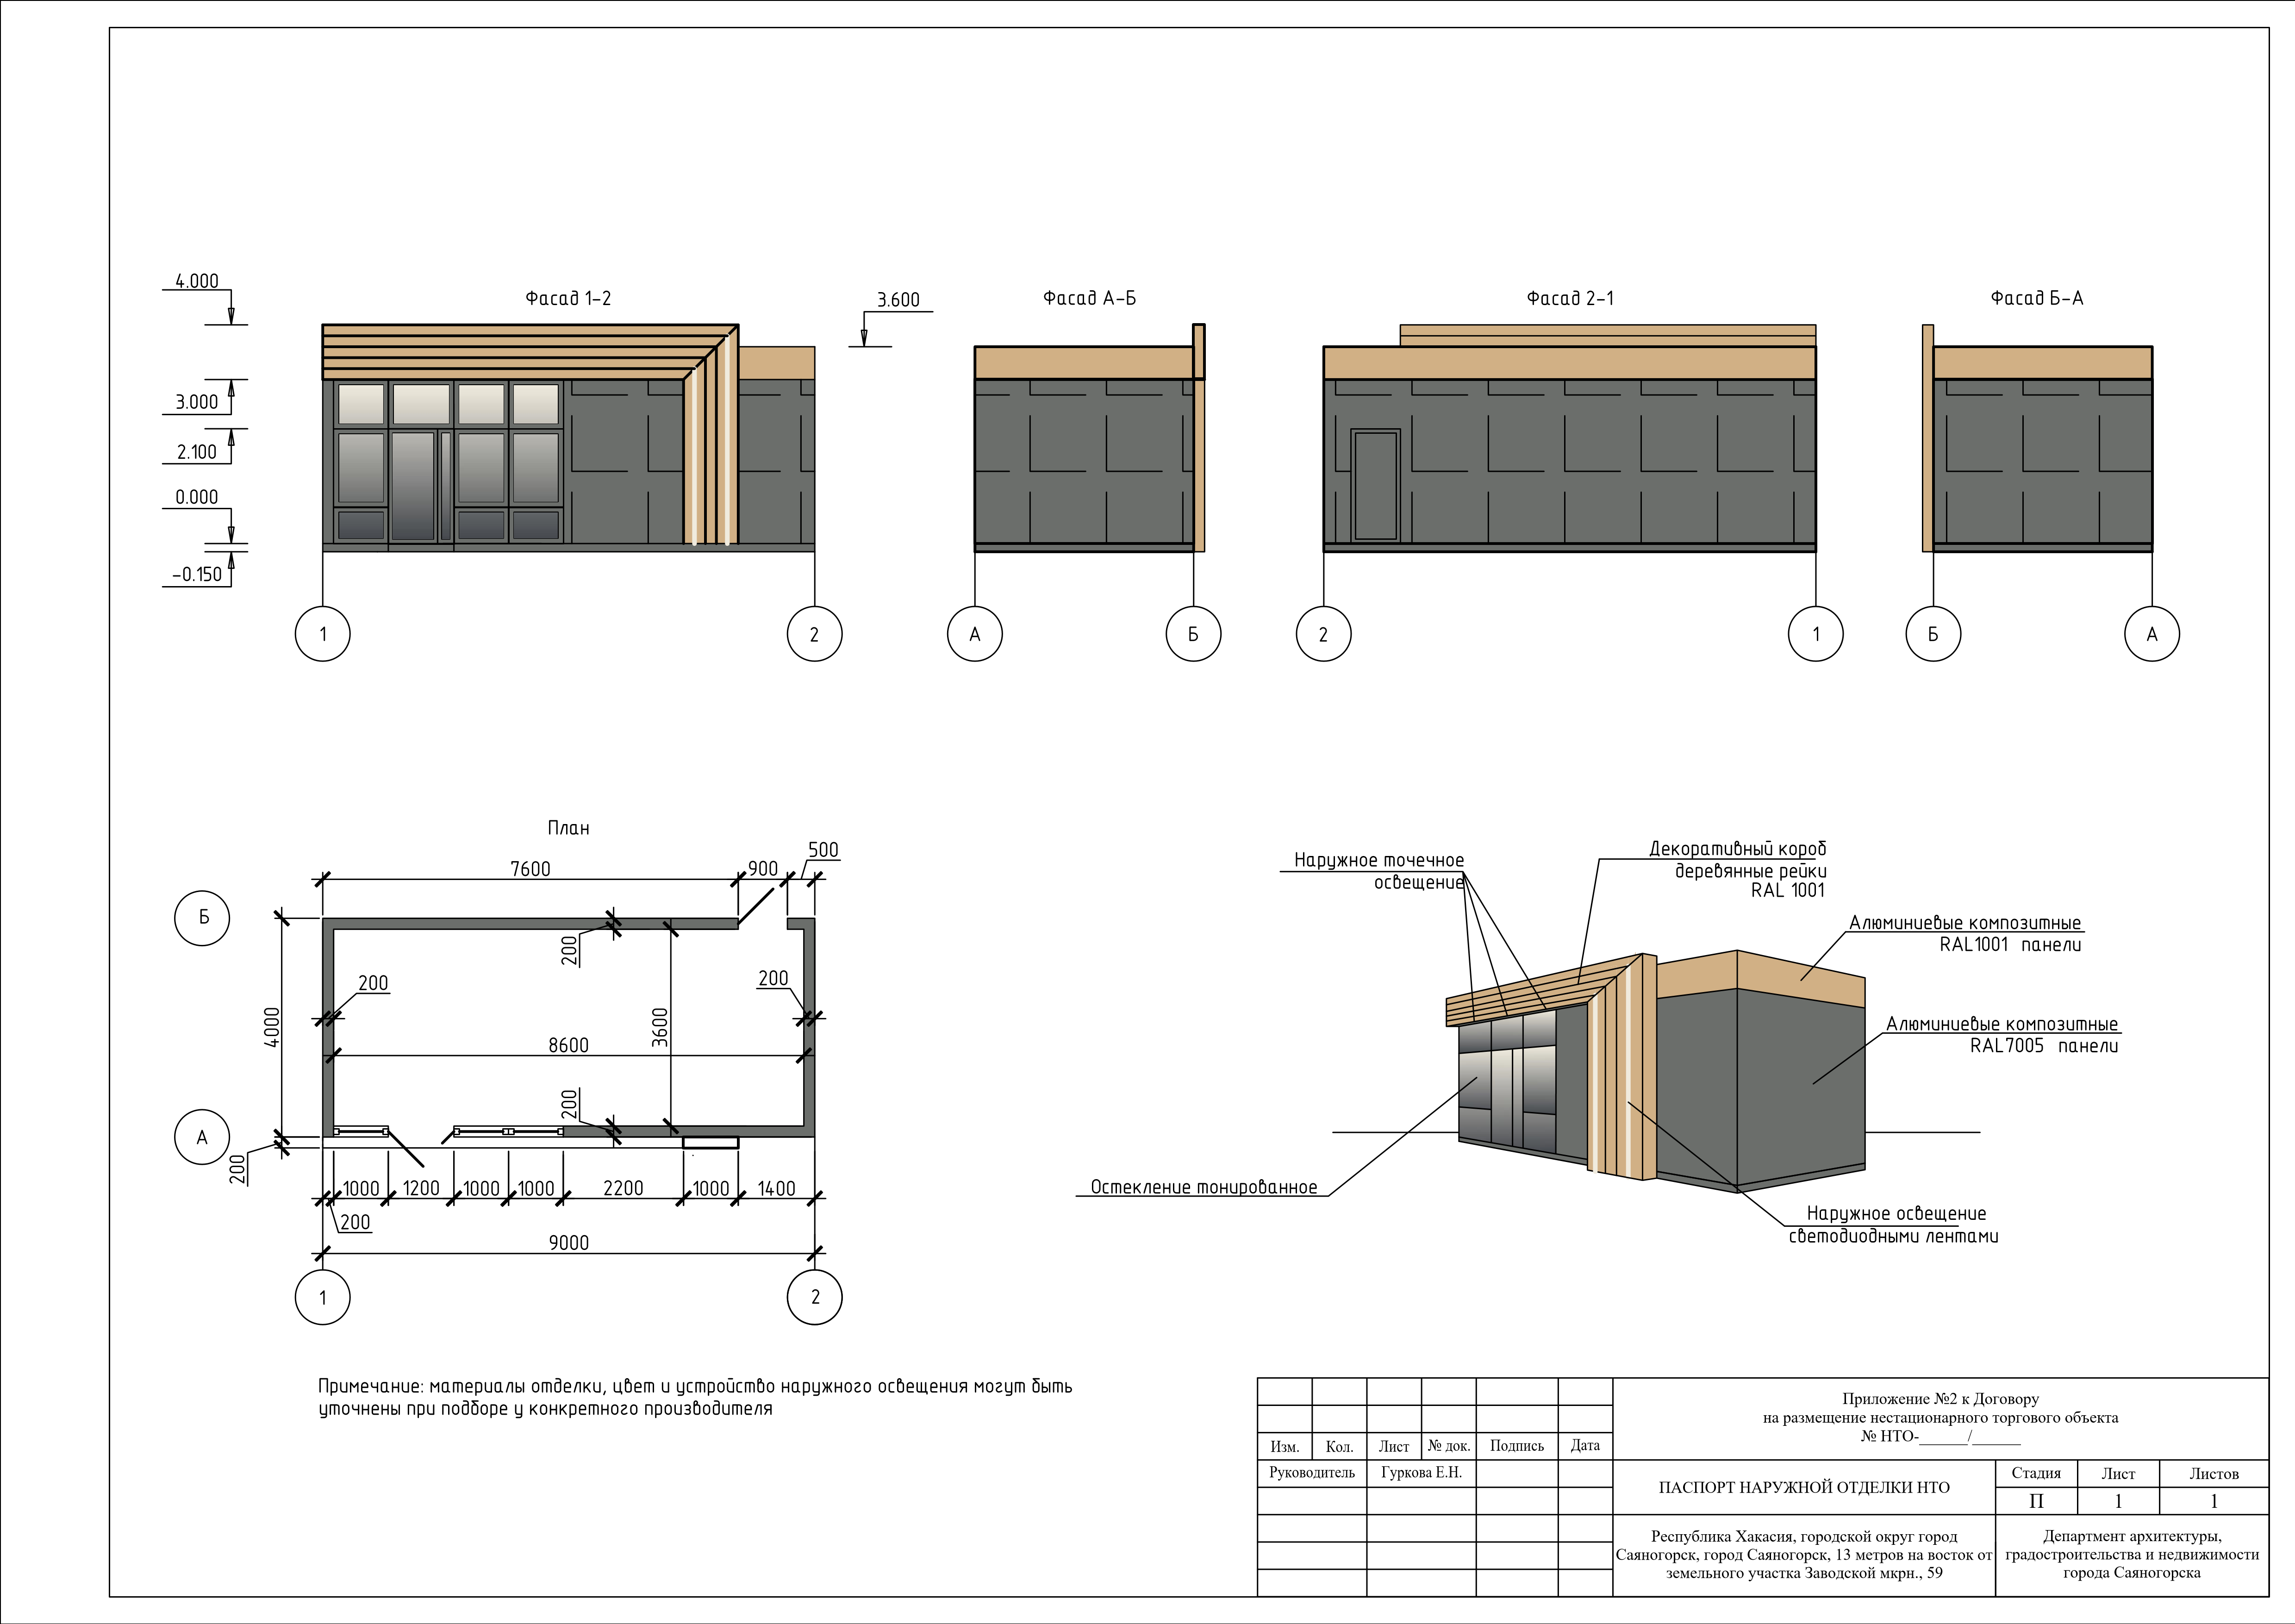 Фасад 1-2
Фасад А-Б
Фасад 2-1
Фасад Б-А
4.000
3.600
3.000
2.100
0.000
-0.150
1
2
А
Б
2
1
Б
А
План
500
7600
900
Б
200
200
200
4000
3600
8600
200
А
200
1000
1200
1000
1000
2200
1000
1400
200
9000
1
2
Наружное точечное
освещение
Декоративный короб
деревянные рейки
RAL 1001
Алюминиевые композитные
RAL1001 панели
Алюминиевые композитные
RAL7005 панели
Остекление тонированное
Наружное освещение
светодиодными лентами
Примечание: материалы отделки, цвет и устройство наружного освещения могут быть
уточнены при подборе у конкретного производителя
Приложение №2 к Договору
на размещение нестационарного торгового объекта
№ НТО-______/______
Изм.
Кол.
Лист
№ док.
Подпись
Дата
Руководитель
Гуркова Е.Н.
ПАСПОРТ НАРУЖНОЙ ОТДЕЛКИ НТО
Стадия
Лист
Листов
П
1
1
Республика Хакасия, городской округ город
Саяногорск, город Саяногорск, 13 метров на восток от
земельного участка Заводской мкрн., 59
Департмент архитектуры,
градостроительства и недвижимости
города Саяногорска